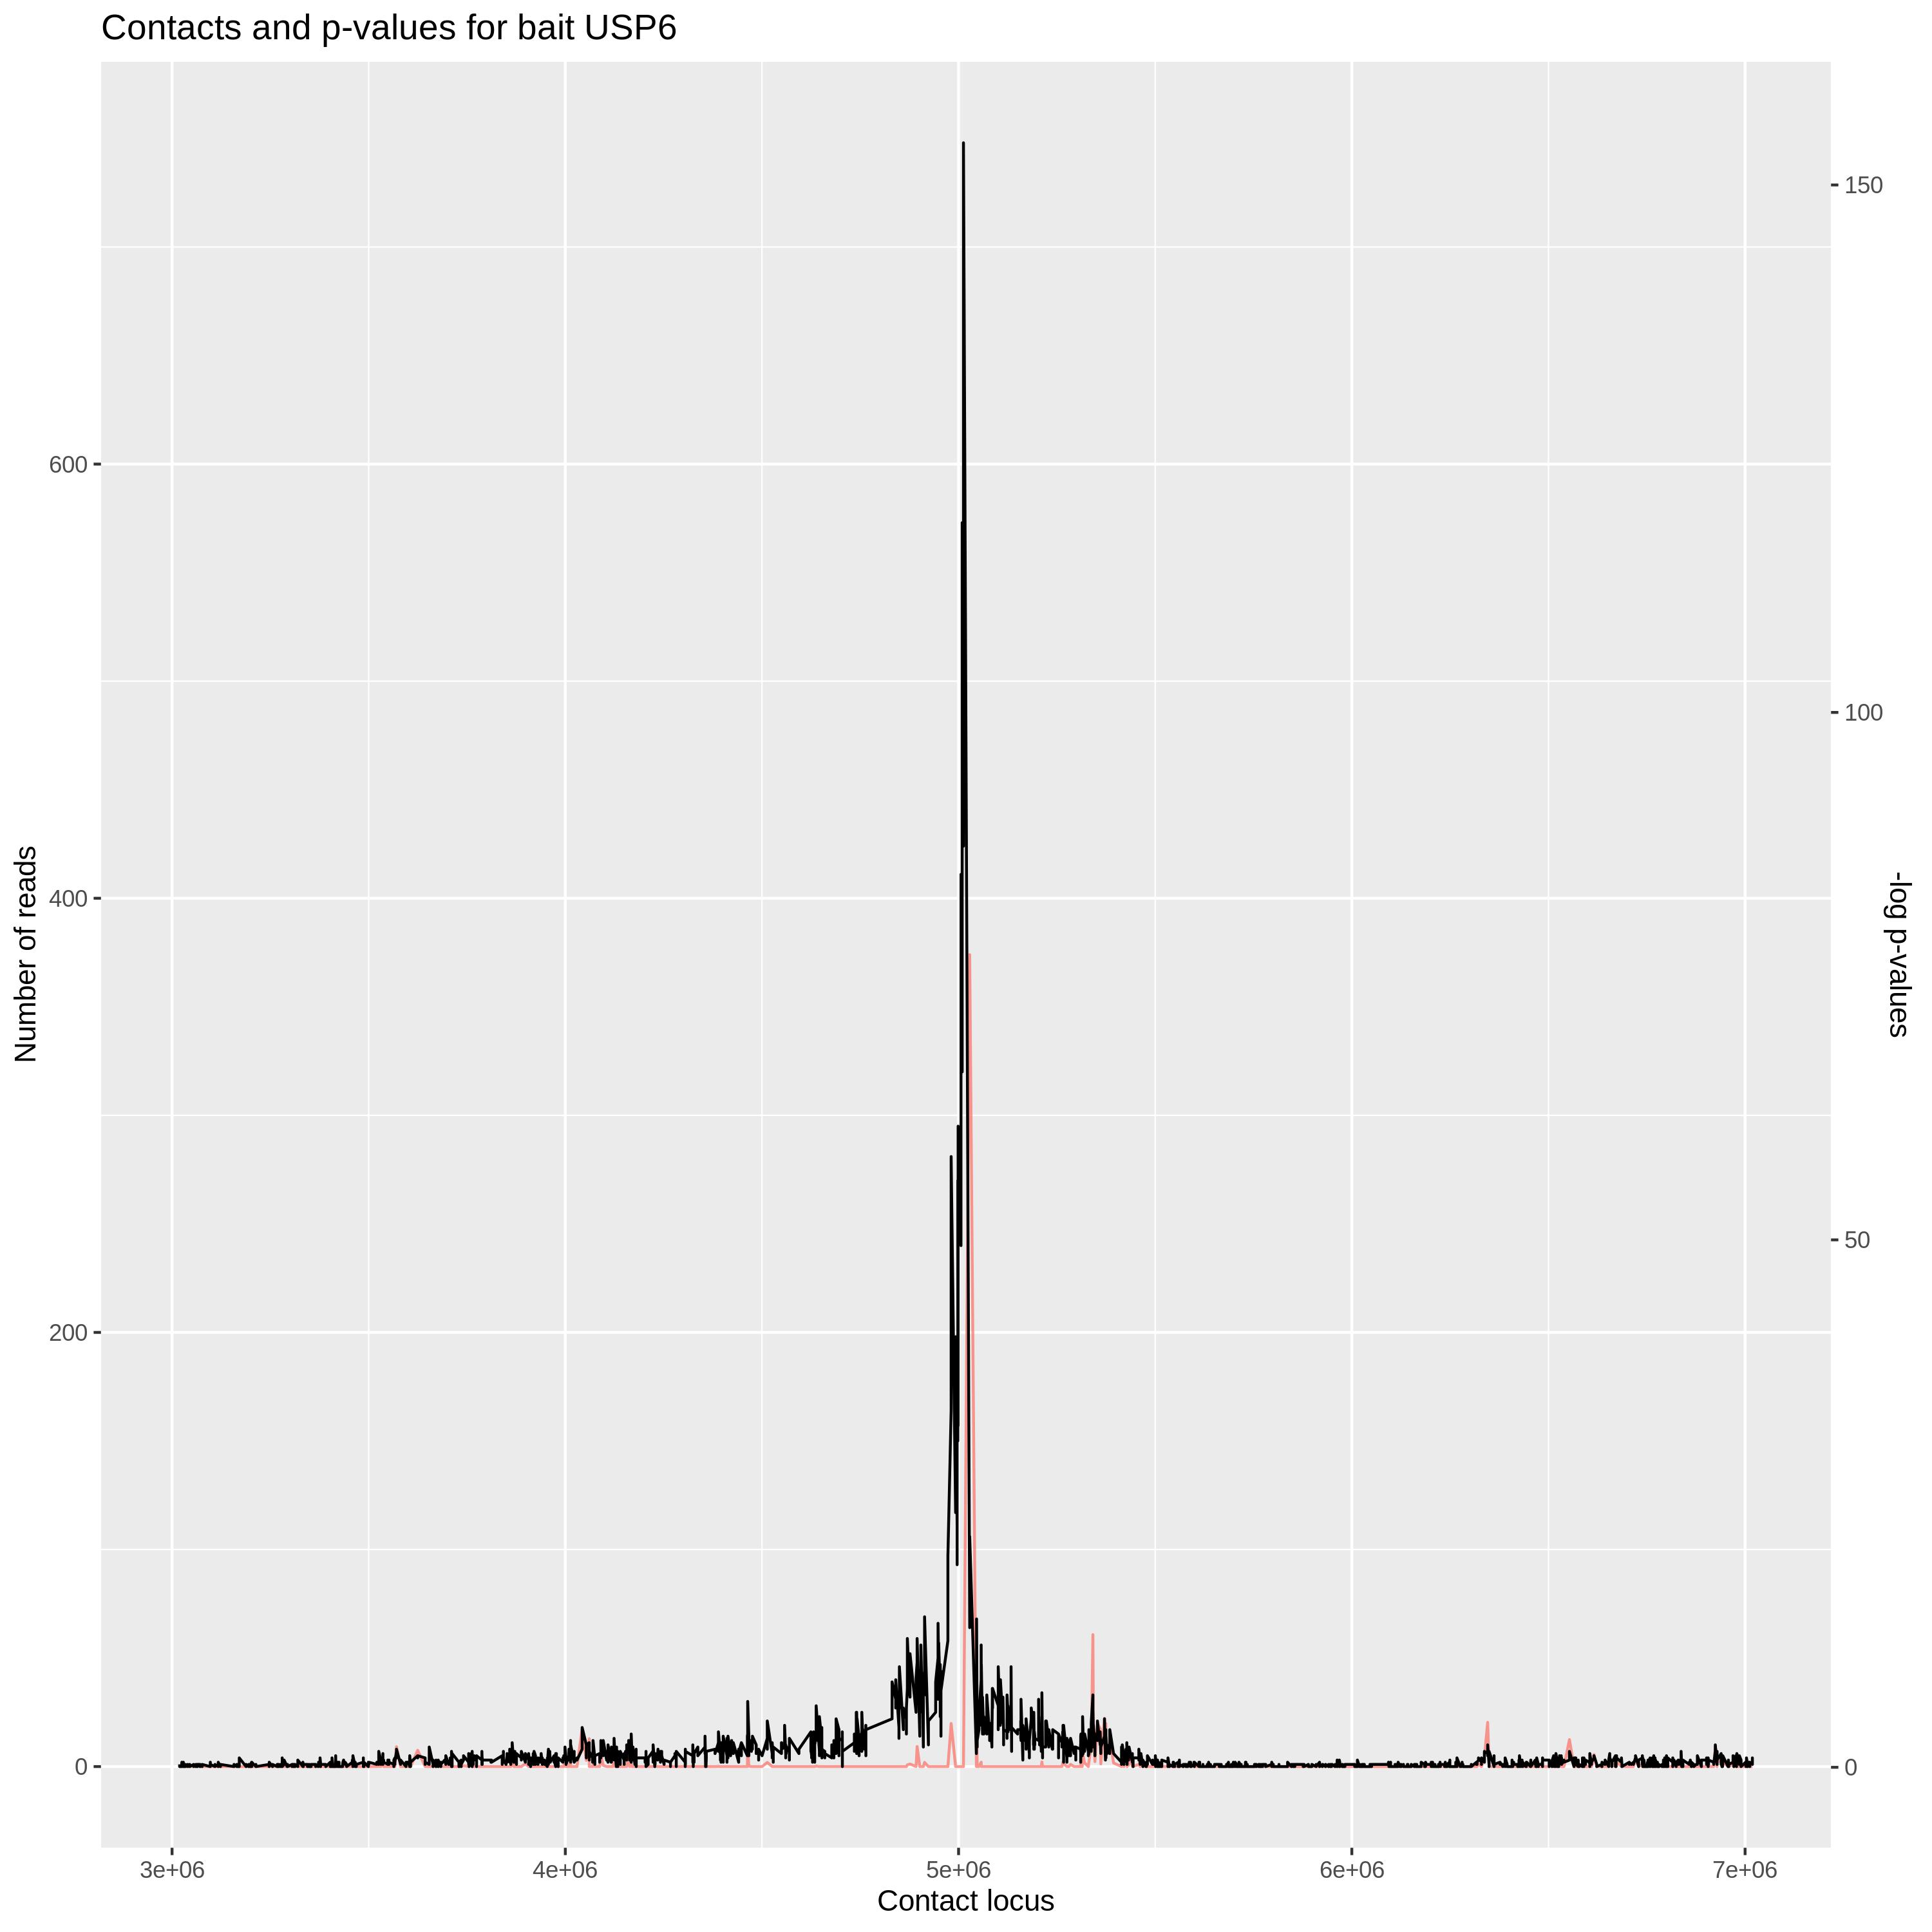 Contacts and p-values for bait USP6
600
400
200
0
Number of reads
150
100
50
0
-log p-values
3e+06
4e+06
5e+06
6e+06
7e+06
Contact locus